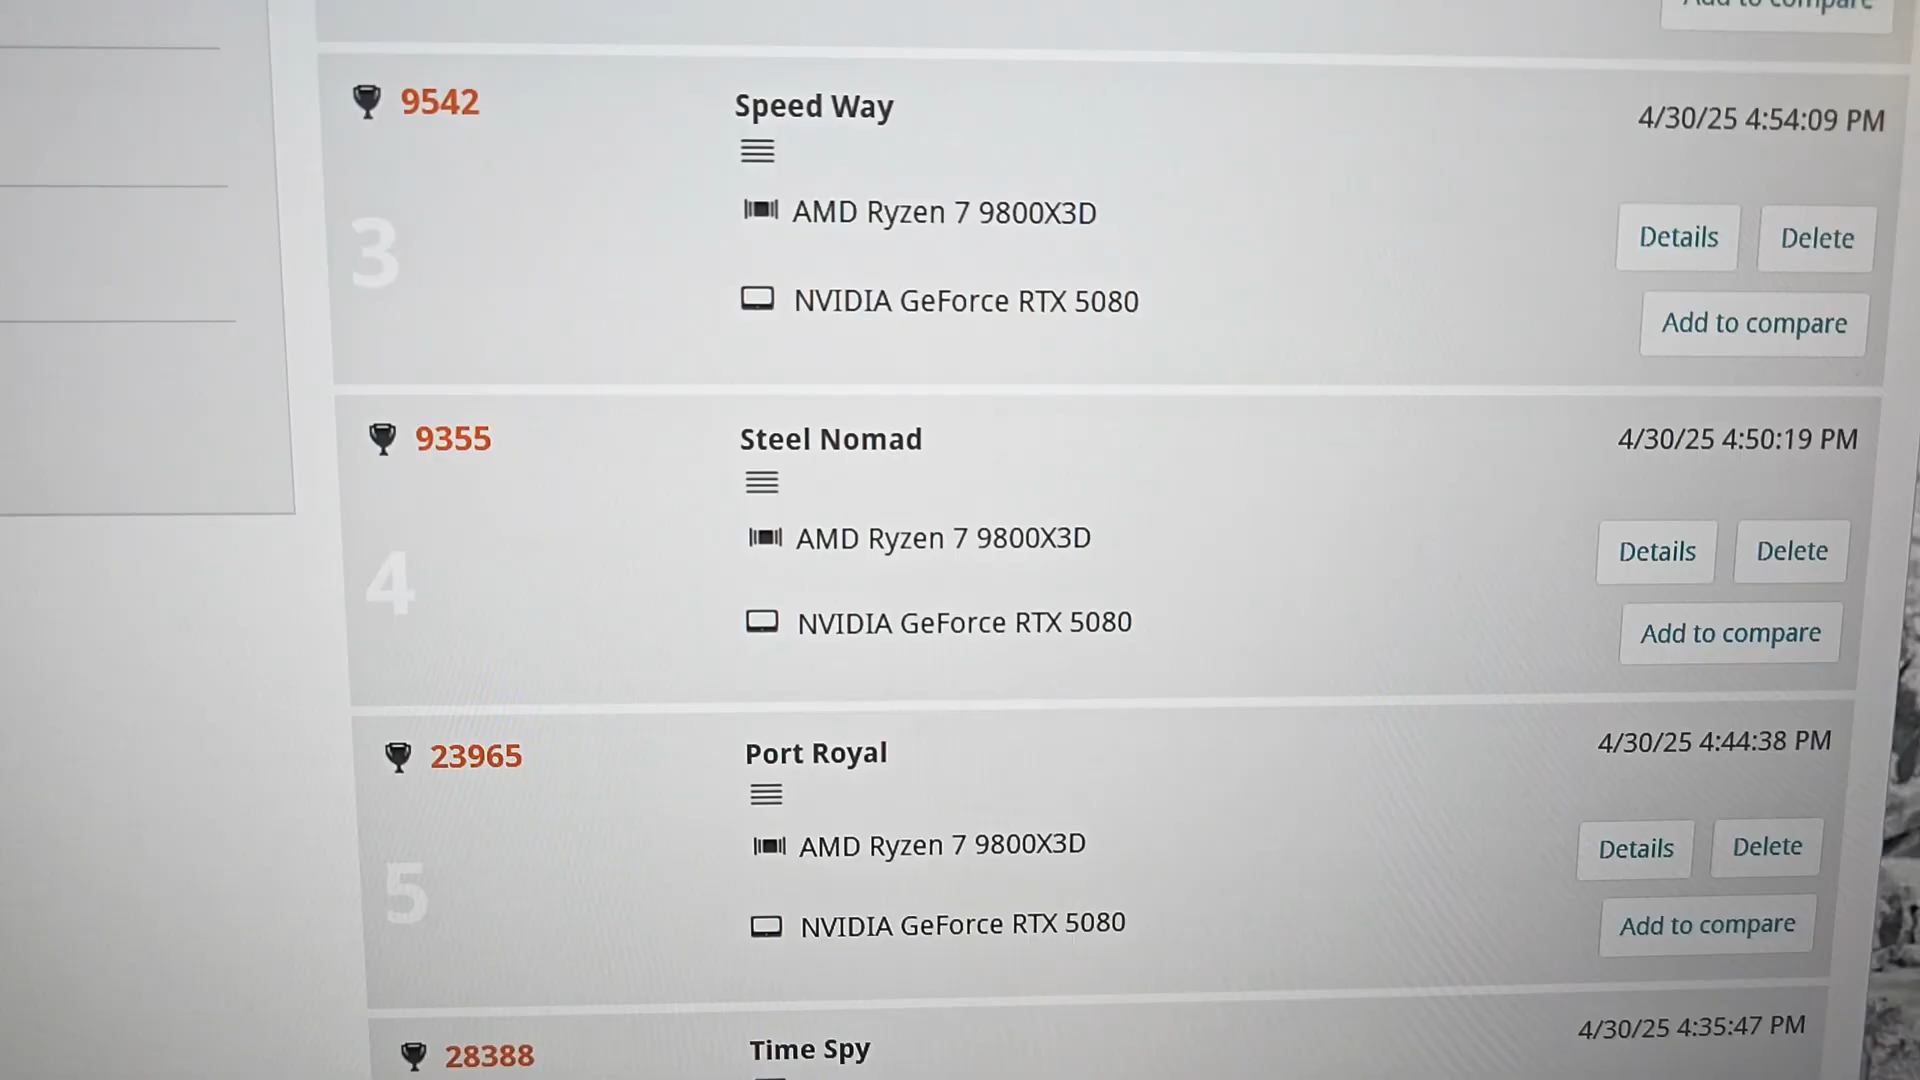 Add to compare
9542
Speed Way
4/30/25 4:54:09 PM
3
AMD Ryzen 7 9800X3D
Details
Delete
NVIDIA GeForce RTX 5080
Add to compare
9355
Steel Nomad
4/30/25 4:50:19 PM
4
AMD Ryzen 7 9800X3D
Details
Delete
NVIDIA GeForce RTX 5080
Add to compare
23965
Port Royal
4/30/25 4:44:38 PM
5
AMD Ryzen 7 9800X3D
Details
Delete
NVIDIA GeForce RTX 5080
Add to compare
28388
Time Spy
4/30/25 4:35:47 PM